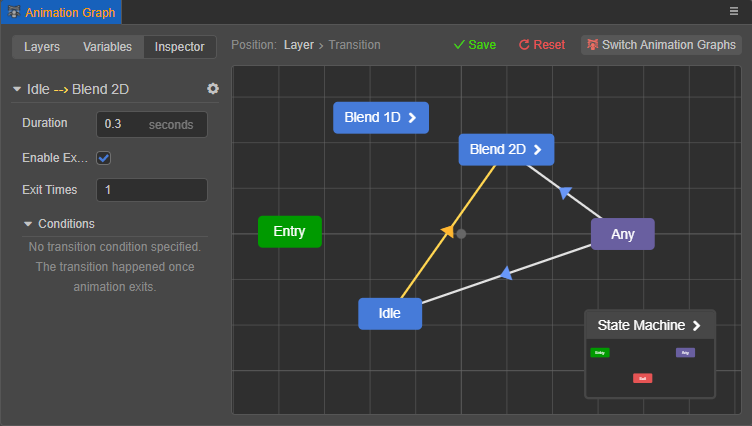 Animation Graph
Layers Variables Inspector
Position: Layer > Transition
Save Reset Switch Animation Graphs
Idle --> Blend 2D
Duration 0.3 seconds
Enable Ex...
Exit Times 1
Conditions
No transition condition specified.
The transition happened once
animation exits.
Blend 1D >
Blend 2D >
Entry
Any
Idle
State Machine >
Entry
Any
Exit